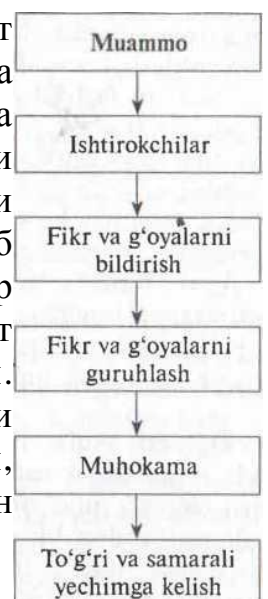 Muammo
Ishtirokchilar
Fikr va g‘oyalarni
bildirish
Fikr va g‘oyalarni
guruhlash
Muhokama
To‘g‘ri va samarali
yechimga kelish